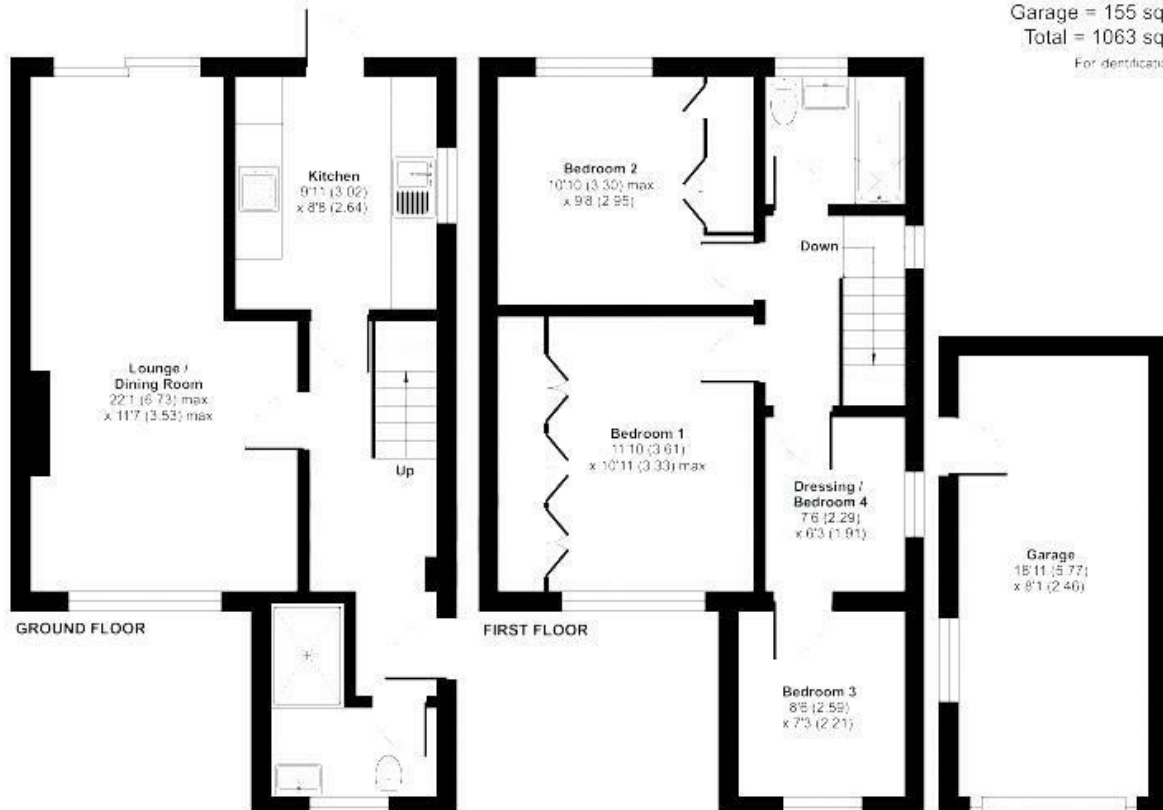 Garage = 155 sq
Total = 1063 sq
For identificatio
Kitchen
9'11 (3.02)
x 8'8 (2.64)
Bedroom 2
10'10 (3.30) max
x 9'8 (2.95)
Down
Lounge /
Dining Room
22'1 (6.73) max
x 11'7 (3.53) max
Up
Bedroom 1
11'10 (3.61)
x 10'11 (3.33) max
Dressing /
Bedroom 4
7'6 (2.29)
x 6'3 (1.91)
Garage
18'11 (5.77)
x 8'1 (2.46)
GROUND FLOOR
FIRST FLOOR
Bedroom 3
8'6 (2.59)
x 7'3 (2.21)